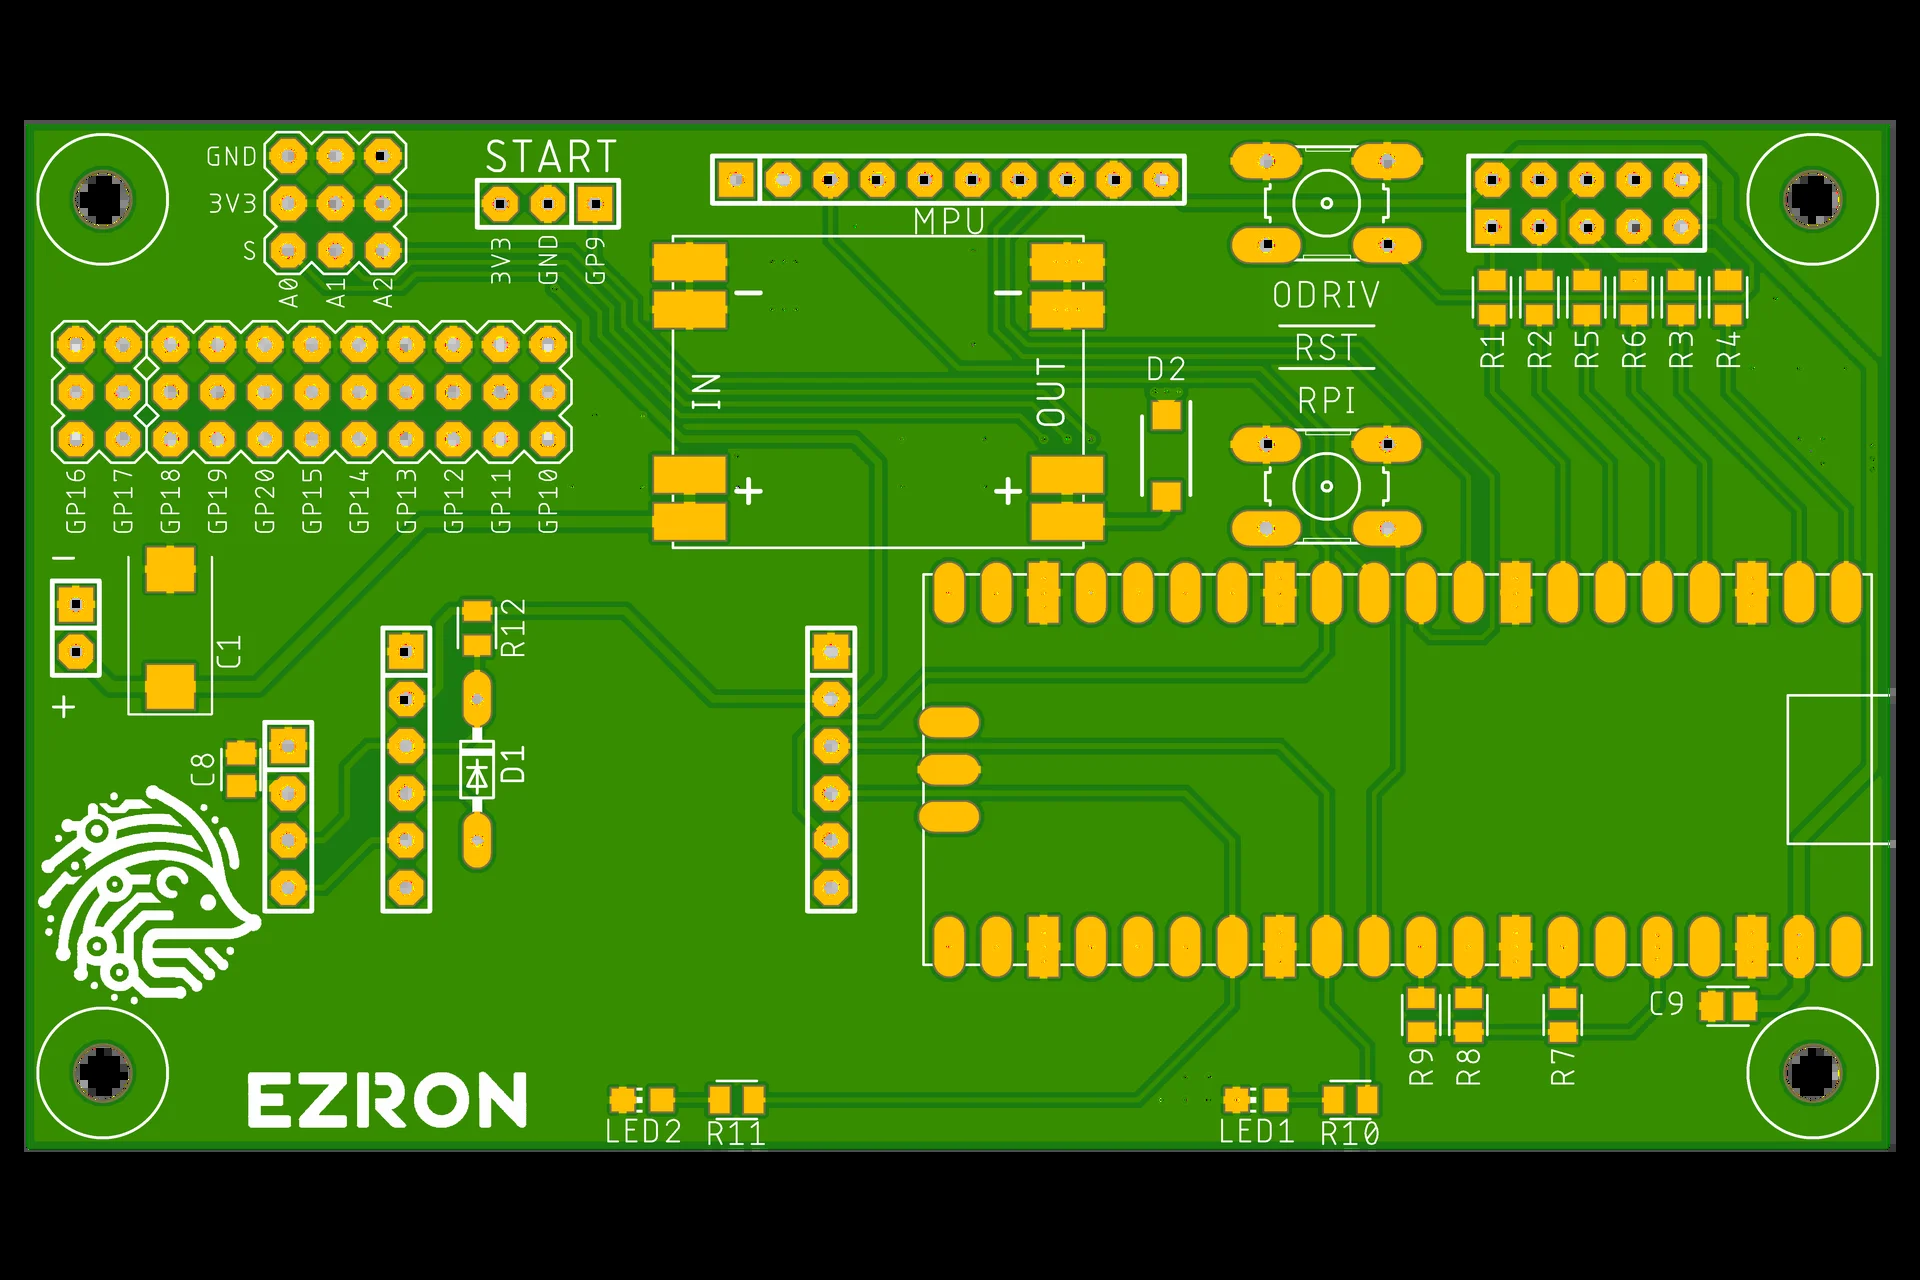 START
GND
3V3
S
A0 A1 A2
3V3 GND GP9
MPU
ODRIV
RST
RPI
R1 R2 R5 R6 R3 R4
- -
IN OUT
D2
+ +
GP16 GP17 GP18 GP19 GP20 GP15 GP14 GP13 GP12 GP11 GP10
-
+
C1
R12
D1
C8
C9
R9 R8 R7
EZRON
LED2 R11 LED1 R10